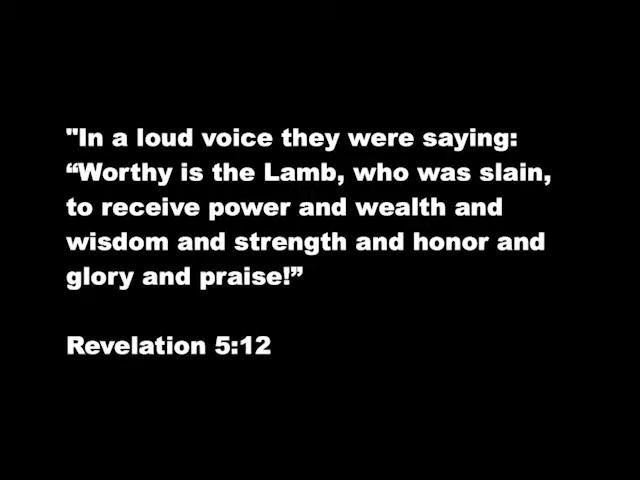 "In a loud voice they were saying:
“Worthy is the Lamb, who was slain,
to receive power and wealth and
wisdom and strength and honor and
glory and praise!”
Revelation 5:12